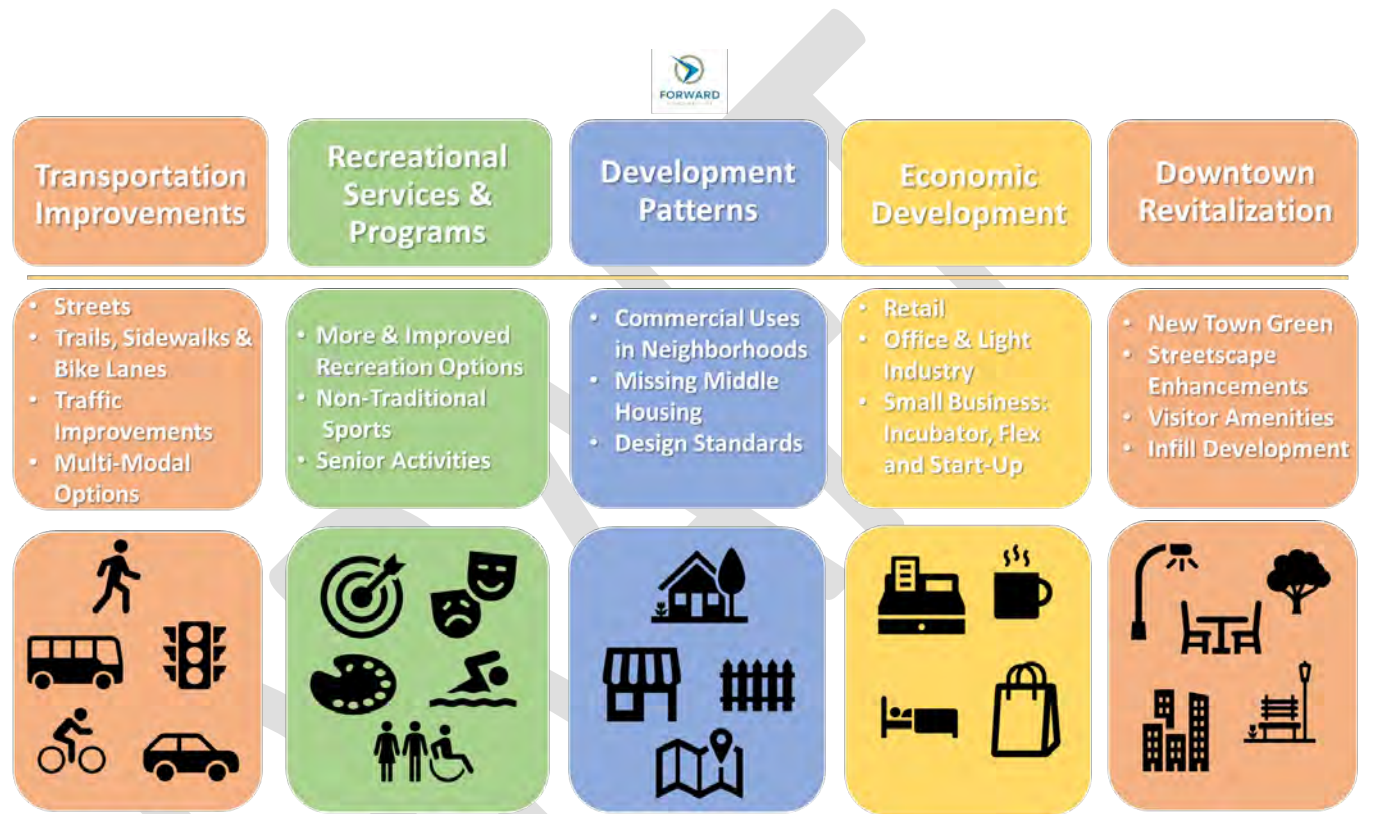 FORWARD
Transportation
Improvements
Recreational
Services &
Programs
Development
Patterns
Economic
Development
Downtown
Revitalization
• Streets
• Trails, Sidewalks &
Bike Lanes
• Traffic
Improvements
• Multi-Modal
Options
• More & Improved
Recreation Options
• Non-Traditional
Sports
• Senior Activities
• Commercial Uses
in Neighborhoods
• Missing Middle
Housing
• Design Standards
• Retail
• Office & Light
Industry
• Small Business:
Incubator, Flex
and Start-Up
• New Town Green
• Streetscape
Enhancements
• Visitor Amenities
• Infill Development